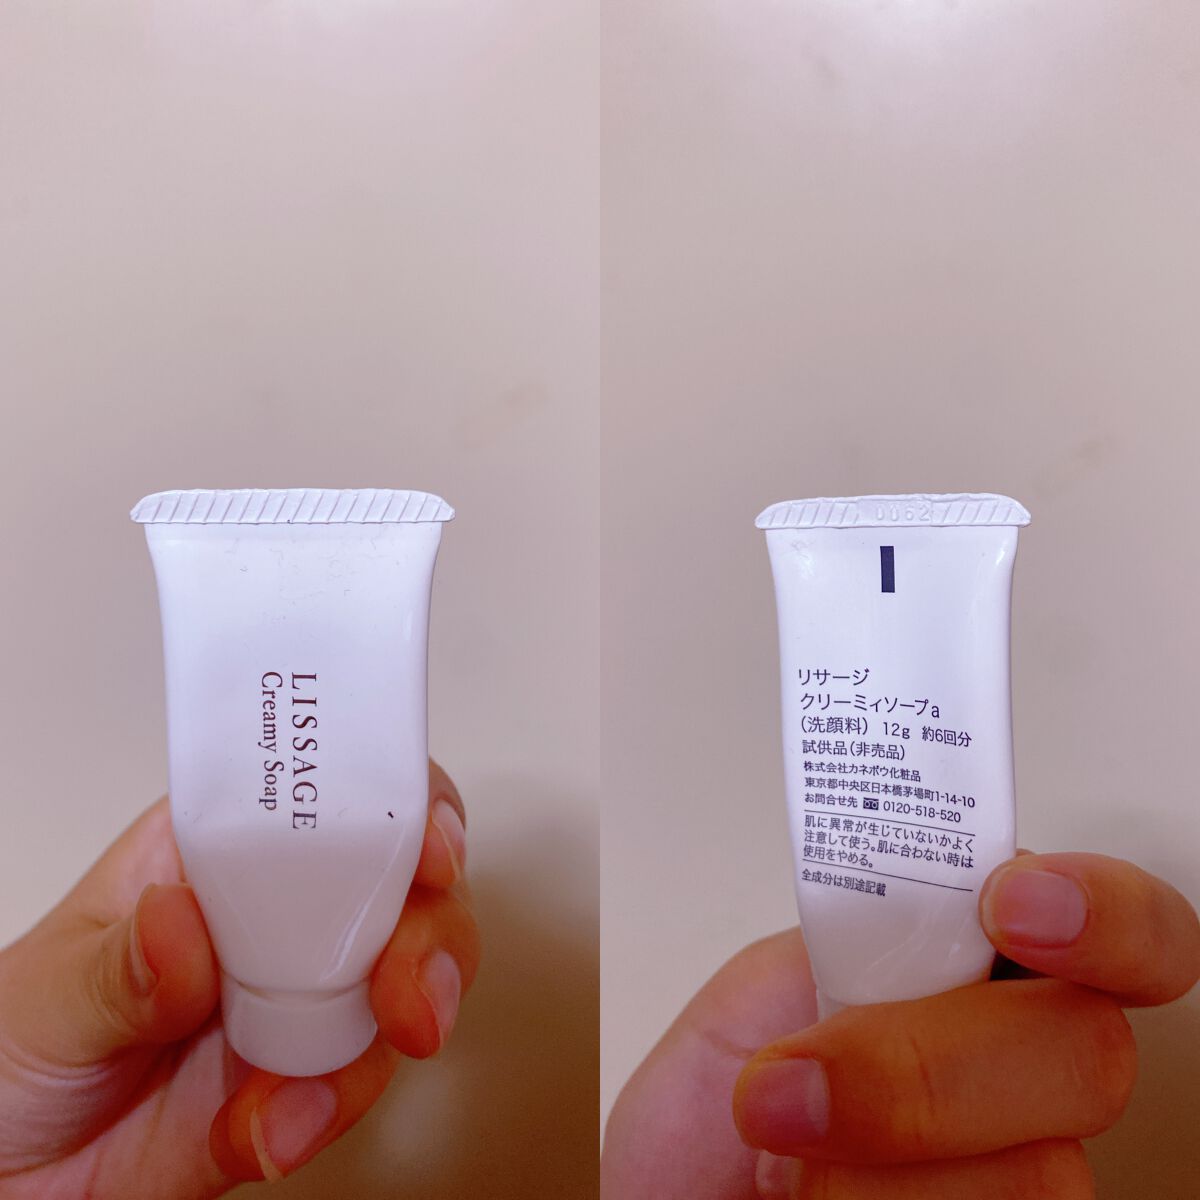 LISSAGE
Creamy Soap
0062
リサージ
クリーミィソープa
(洗顔料) 12g 約6回分
試供品(非売品)
株式会社カネボウ化粧品
東京都中央区日本橋茅場町1-14-10
お問合せ先 0120-518-520
肌に異常が生じていないかよく
注意して使う。肌に合わない時は
使用をやめる。
全成分は別途記載